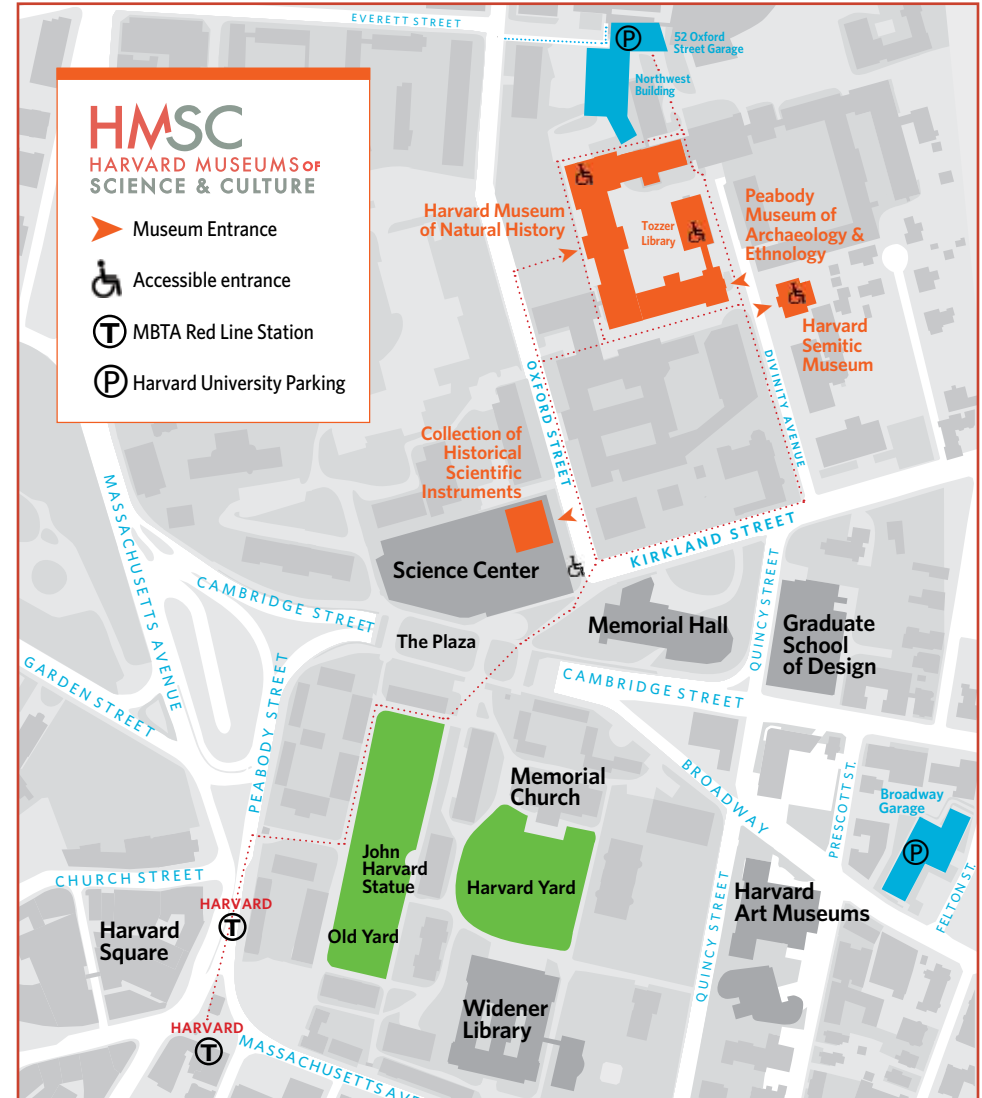 EVERETT STREET
P
52 Oxford
Street Garage
Northwest
Building
HMSC
HARVARD MUSEUMS OF
SCIENCE & CULTURE
Museum Entrance
Accessible entrance
T MBTA Red Line Station
P Harvard University Parking
Harvard Museum
of Natural History
Tozzer
Library
Peabody
Museum of
Archaeology &
Ethnology
Harvard
Semitic
Museum
OXFORD STREET
DIVINITY AVENUE
Collection of
Historical
Scientific
Instruments
Science Center
KIRKLAND STREET
MASSACHUSETTS AVENUE
CAMBRIDGE STREET
The Plaza
Memorial Hall
QUINCY STREET
Graduate
School
of Design
GARDEN STREET
PEABODY STREET
CAMBRIDGE STREET
BROADWAY
PRESCOTT ST.
Memorial
Church
Broadway
Garage
P
FELTON ST.
John
Harvard
Statue
Harvard Yard
Old Yard
CHURCH STREET
HARVARD
T
Harvard
Square
Harvard
Art Museums
QUINCY STREET
Widener
Library
HARVARD
T
MASSACHUSETTS AVE